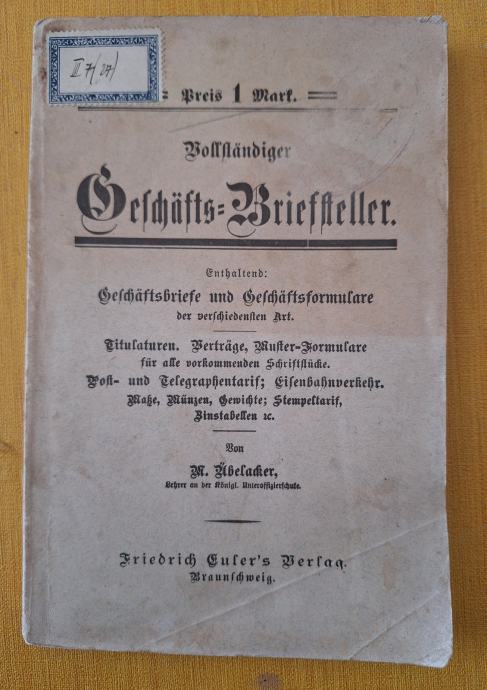 II 7/27/
Preis 1 Mark.
Vollständiger
Geschäfts=Briefsteller.
Enthaltend:
Geschäftsbriefe und Geschäftsformulare
der verschiedensten Art.
Titulaturen. Verträge, Muster-Formulare
für alle vorkommenden Schriftstücke.
Post- und Telegraphentarif; Eisenbahnverkehr.
Maße, Münzen, Gewichte; Stempeltarif,
Zinstabellen ꝛc.
Von
M. Übelacker,
Lehrer an der Königl. Unteroffizierschule.
Friedrich Euler's Verlag.
Braunschweig.